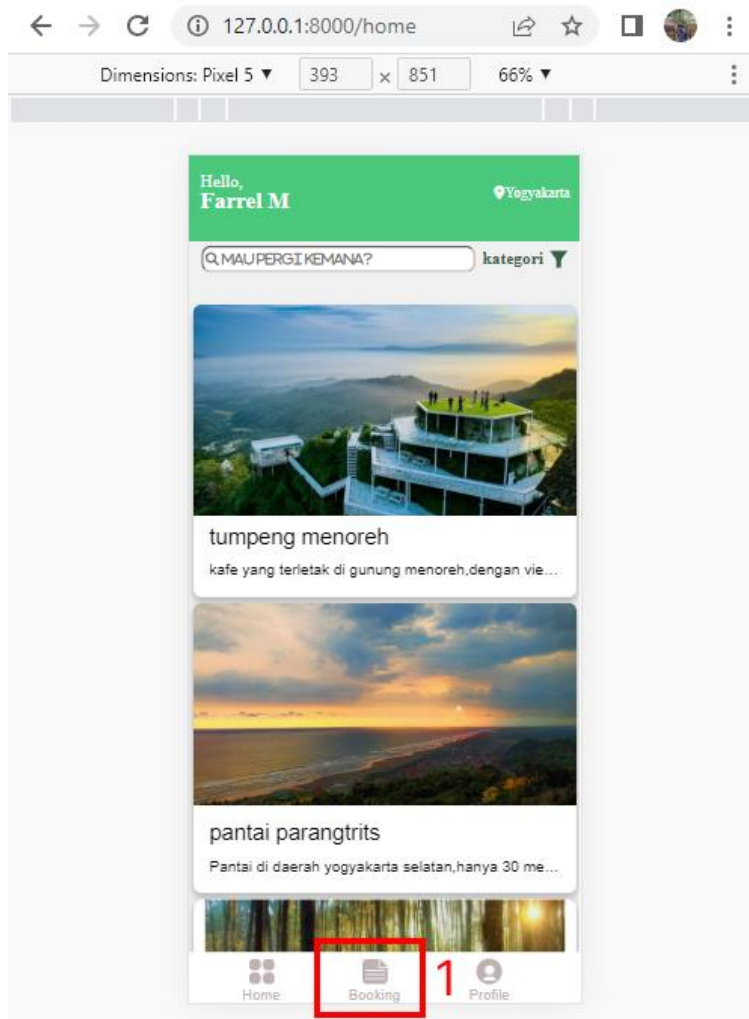 127.0.0.1:8000/home
Dimensions: Pixel 5 ▼ 393 × 851 66% ▼
Hello,
Farrel M
Yogyakarta
MAU PERGI KEMANA?
kategori
tumpeng menoreh
kafe yang terletak di gunung menoreh,dengan vie...
pantai parangtrits
Pantai di daerah yogyakarta selatan,hanya 30 me...
1
Home Booking Profile